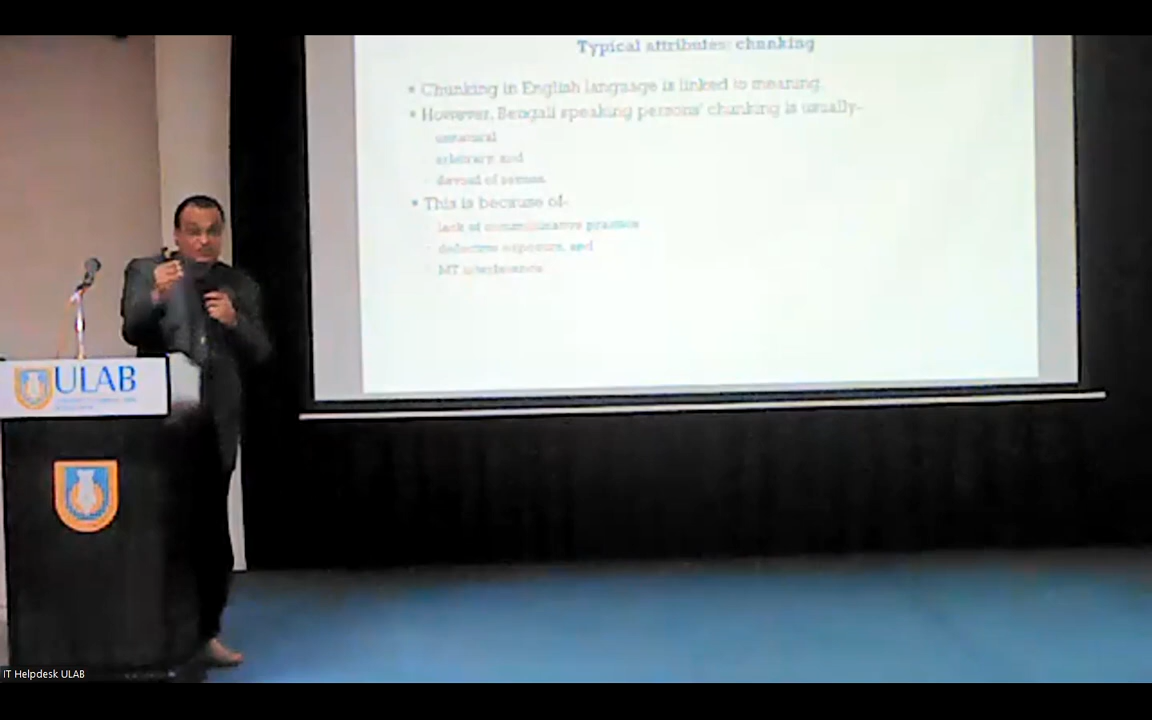 Typical attributes: chunking
• Chunking in English language is linked to meaning.
• However, Bengali speaking persons' chunking is usually-
- unnatural
- arbitrary, and
- devoid of senses
• This is because of-
- lack of communicative practice
- defective exposure, and
- MT interference
ULAB
IT Helpdesk ULAB